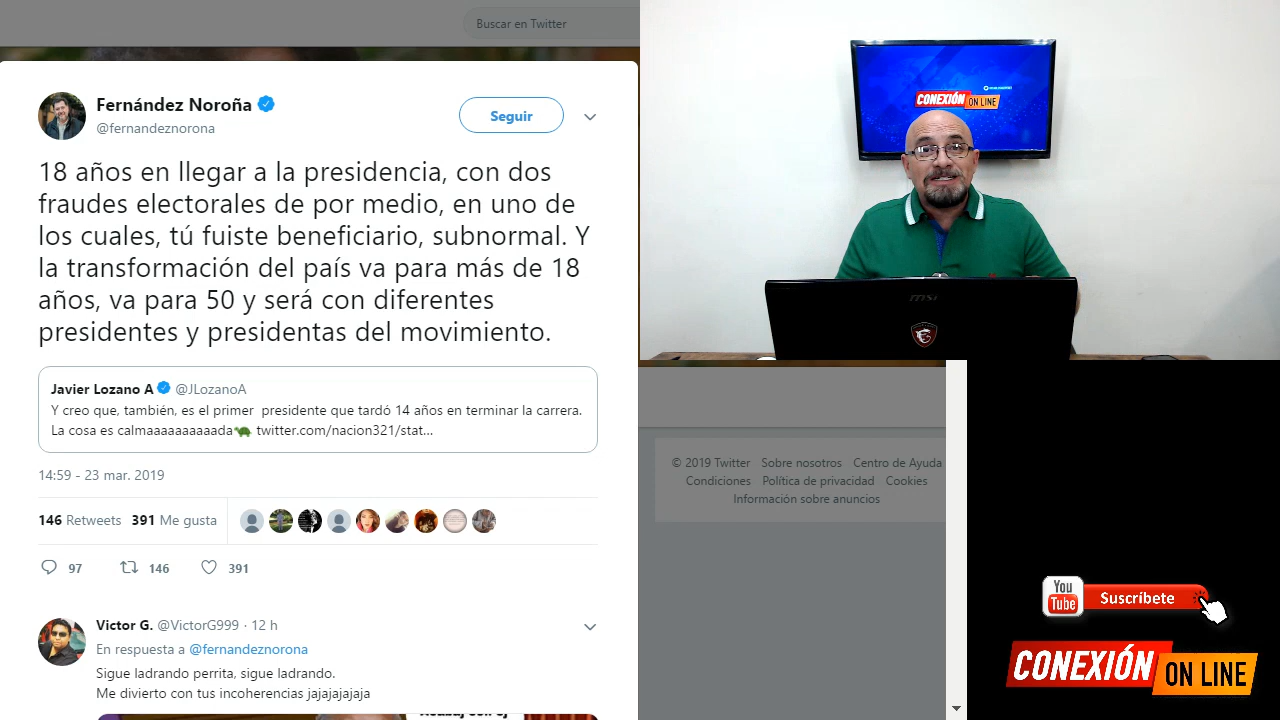 Buscar en Twitter
Fernández Noroña
@fernandeznorona
Seguir
18 años en llegar a la presidencia, con dos
fraudes electorales de por medio, en uno de
los cuales, tú fuiste beneficiario, subnormal. Y
la transformación del país va para más de 18
años, va para 50 y será con diferentes
presidentes y presidentas del movimiento.
Javier Lozano A @JLozanoA
Y creo que, también, es el primer presidente que tardó 14 años en terminar la carrera.
La cosa es calmaaaaaaaaaada🐢 twitter.com/nacion321/stat...
14:59 - 23 mar. 2019
146 Retweets 391 Me gusta
97 146 391
Victor G. @VictorG999 · 12 h
En respuesta a @fernandeznorona
Sigue ladrando perrita, sigue ladrando.
Me divierto con tus incoherencias jajajajajaja
CONEXIÓN ON LINE
msi
© 2019 Twitter Sobre nosotros Centro de Ayuda
Condiciones Política de privacidad Cookies
Información sobre anuncios
You
Tube
Suscríbete
CONEXIÓN
ON LINE